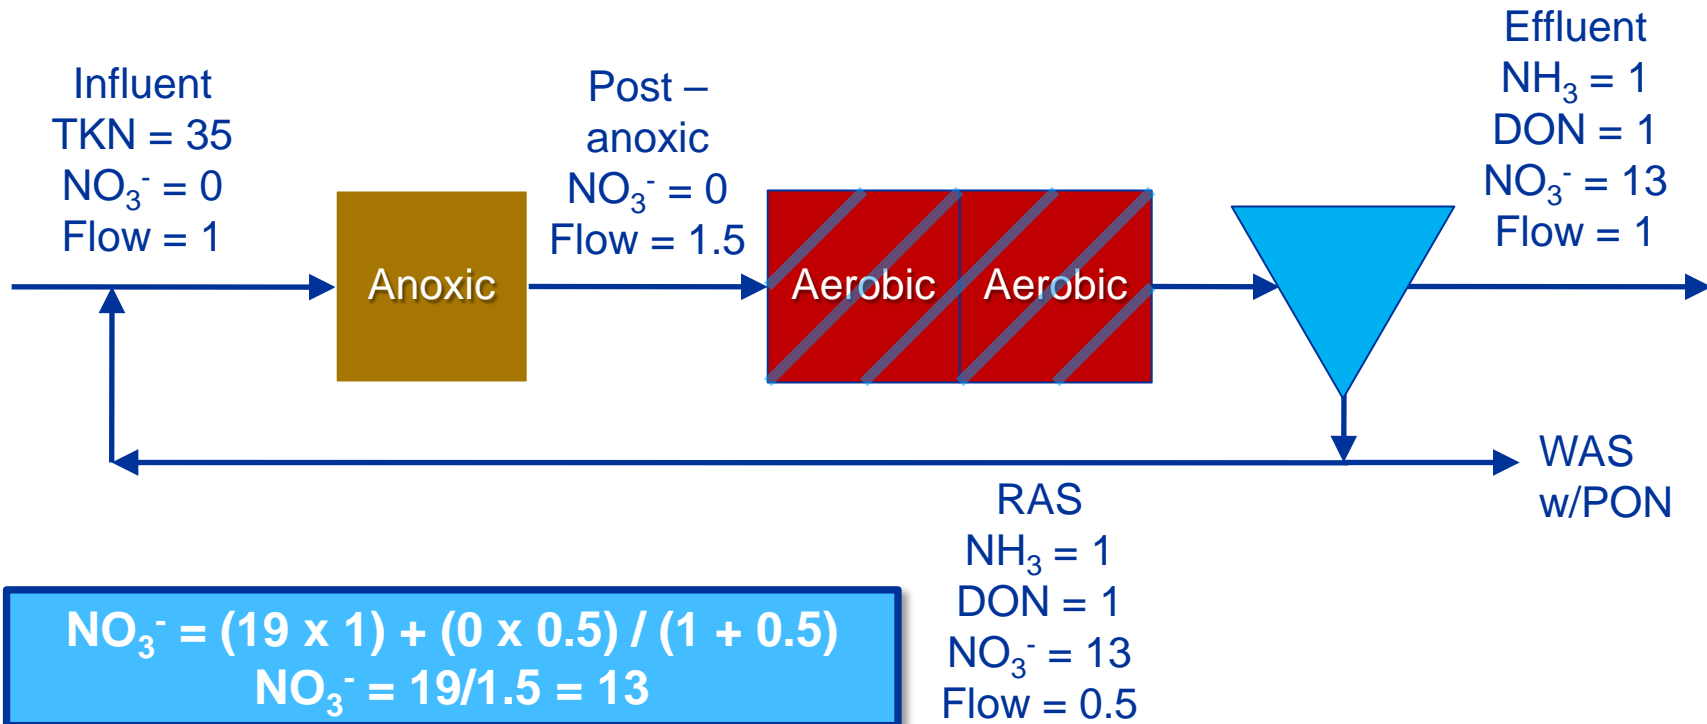 Influent
TKN = 35
NO₃⁻ = 0
Flow = 1
Post –
anoxic
NO₃⁻ = 0
Flow = 1.5
Effluent
NH₃ = 1
DON = 1
NO₃⁻ = 13
Flow = 1
Anoxic
Aerobic
Aerobic
WAS
w/PON
RAS
NH₃ = 1
DON = 1
NO₃⁻ = 13
Flow = 0.5
NO₃⁻ = (19 x 1) + (0 x 0.5) / (1 + 0.5)
NO₃⁻ = 19/1.5 = 13